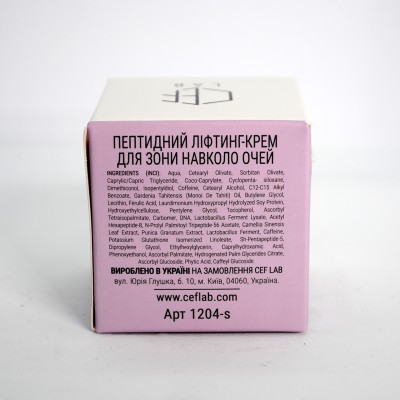 LAB
ПЕПТИДНИЙ ЛІФТИНГ-КРЕМ
ДЛЯ ЗОНИ НАВКОЛО ОЧЕЙ
INGREDIENTS (INCI): Aqua, Cetearyl Olivate, Sorbitan Olivate,
Caprylic/Capric Triglyceride, Coco-Caprylate, Cyclopenta- siloxane,
Dimethiconol, Isopentyldiol, Caffeine, Cetearyl Alcohol, C12-C15 Alkyl
Benzoate, Gardenia Tahitensis (Monoi De Tahiti) Oil, Butylene Glycol,
Lecithin, Ferulic Acid, Laurdimonium Hydroxypropyl Hydrolyzed Soy Protein,
Hydroxyethylcellulose, Pentylene Glycol, Tocopherol, Ascorbyl
Tetraisopalmitate, Carbomer, DNA, Lactobacillus Ferment Lysate, Acetyl
Hexapeptide-8, N-Prolyl Palmitoyl Tripeptide-56 Acetate, Camellia Sinensis
Leaf Extract, Punica Granatum Extract, Lactobacillus Ferment, Caffeine,
Potassium Glutathione Isomerized Linoleate, Sh-Pentapeptide-5,
Dipropylene Glycol, Ethylhexylglycerin, Caprylhydroxamic Acid,
Phenoxyethanol, Ascorbyl Palmitate, Hydrogenated Palm Glycerides Citrate,
Ascorbyl Glucoside, Phytic Acid, Caffeyl Glucoside.
ВИРОБЛЕНО В УКРАЇНІ НА ЗАМОВЛЕННЯ CEF LAB
вул. Юрія Глушка, б. 10, м. Київ, 04060, Україна.
www.ceflab.com
Арт 1204-s